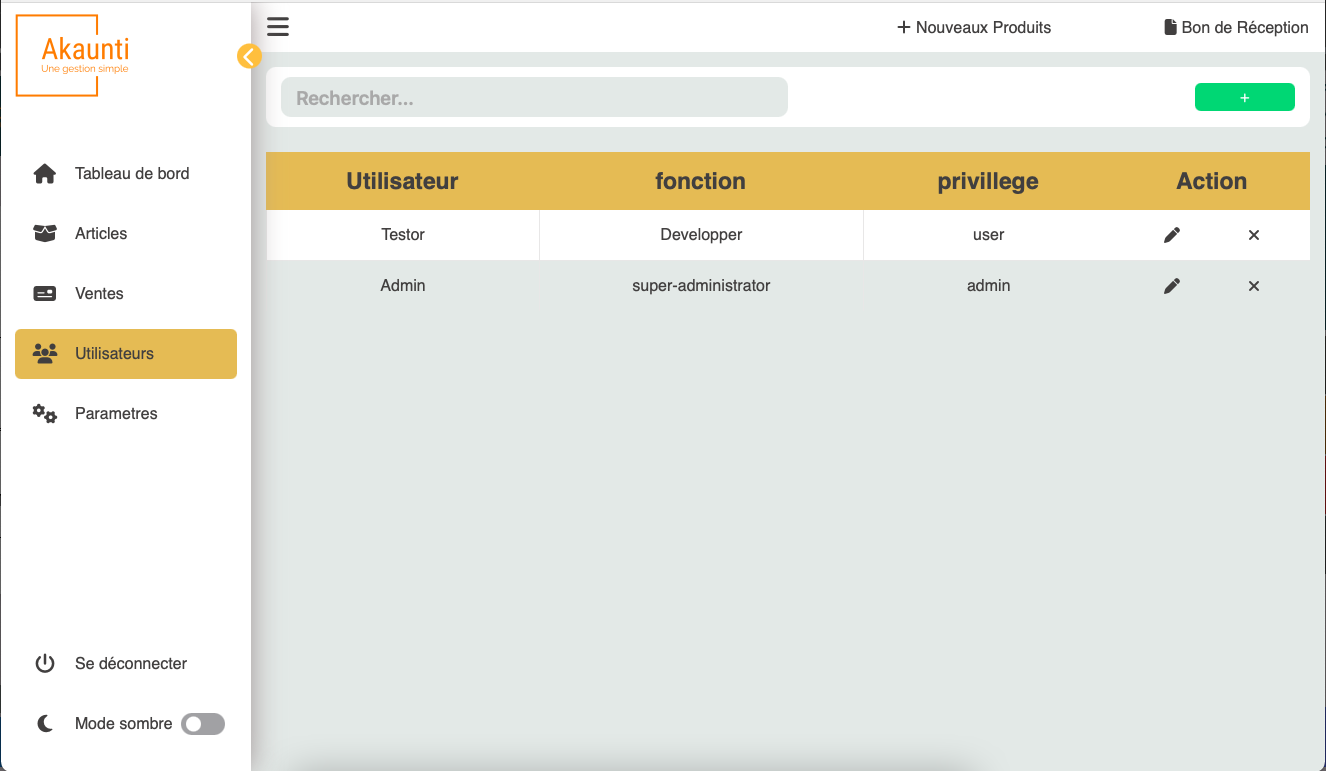 Akaunti
Une gestion simple
Nouveaux Produits
Bon de Réception
Rechercher...
+
Utilisateur fonction privillege Action
Testor Developper user
Admin super-administrator admin
Tableau de bord
Articles
Ventes
Utilisateurs
Parametres
Se déconnecter
Mode sombre